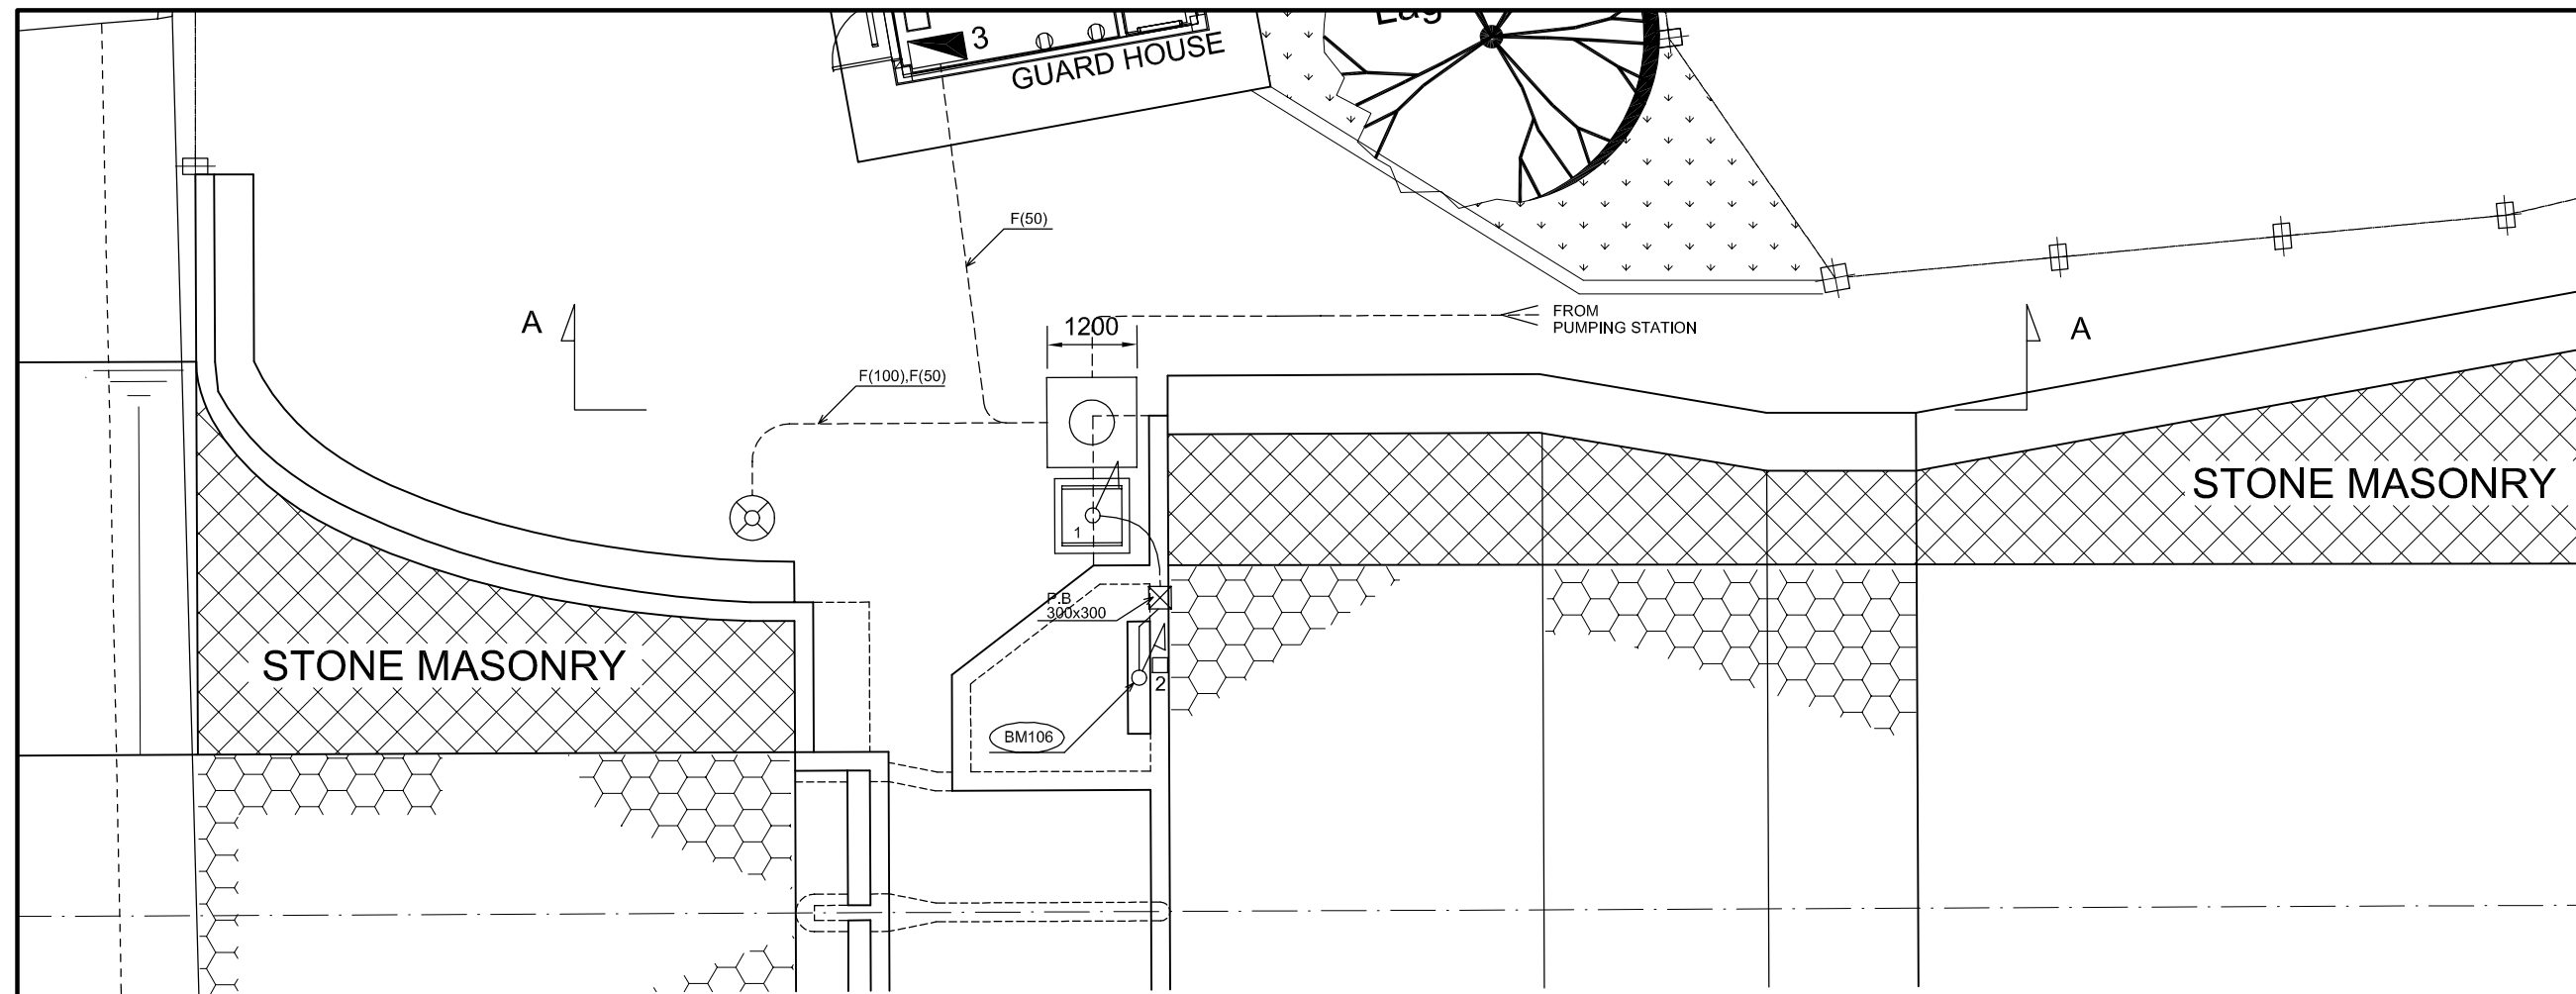 3
GUARD HOUSE
F(50)
A
1200
FROM
PUMPING STATION
A
F(100),F(50)
STONE MASONRY
1
P.B
300x300
STONE MASONRY
2
BM106